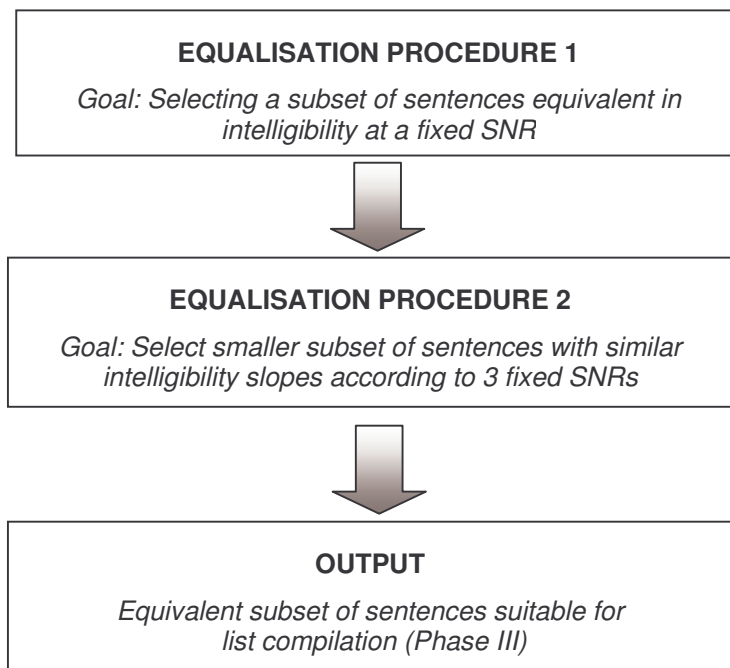 EQUALISATION PROCEDURE 1
Goal: Selecting a subset of sentences equivalent in
intelligibility at a fixed SNR
EQUALISATION PROCEDURE 2
Goal: Select smaller subset of sentences with similar
intelligibility slopes according to 3 fixed SNRs
OUTPUT
Equivalent subset of sentences suitable for
list compilation (Phase III)